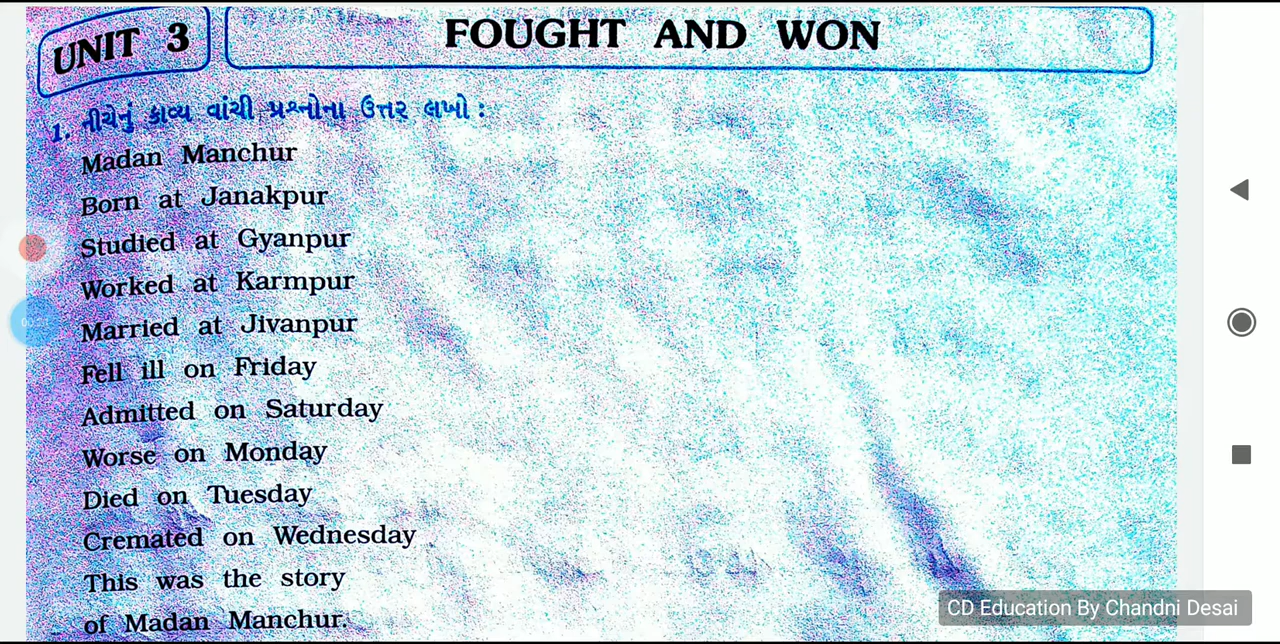 UNIT 3
FOUGHT AND WON
1. નીચેનું કાવ્ય વાંચી પ્રશ્નોના ઉત્તર લખો :
Madan Manchur
Born at Janakpur
Studied at Gyanpur
Worked at Karmpur
Married at Jivanpur
Fell ill on Friday
Admitted on Saturday
Worse on Monday
Died on Tuesday
Cremated on Wednesday
This was the story
of Madan Manchur.
CD Education By Chandni Desai